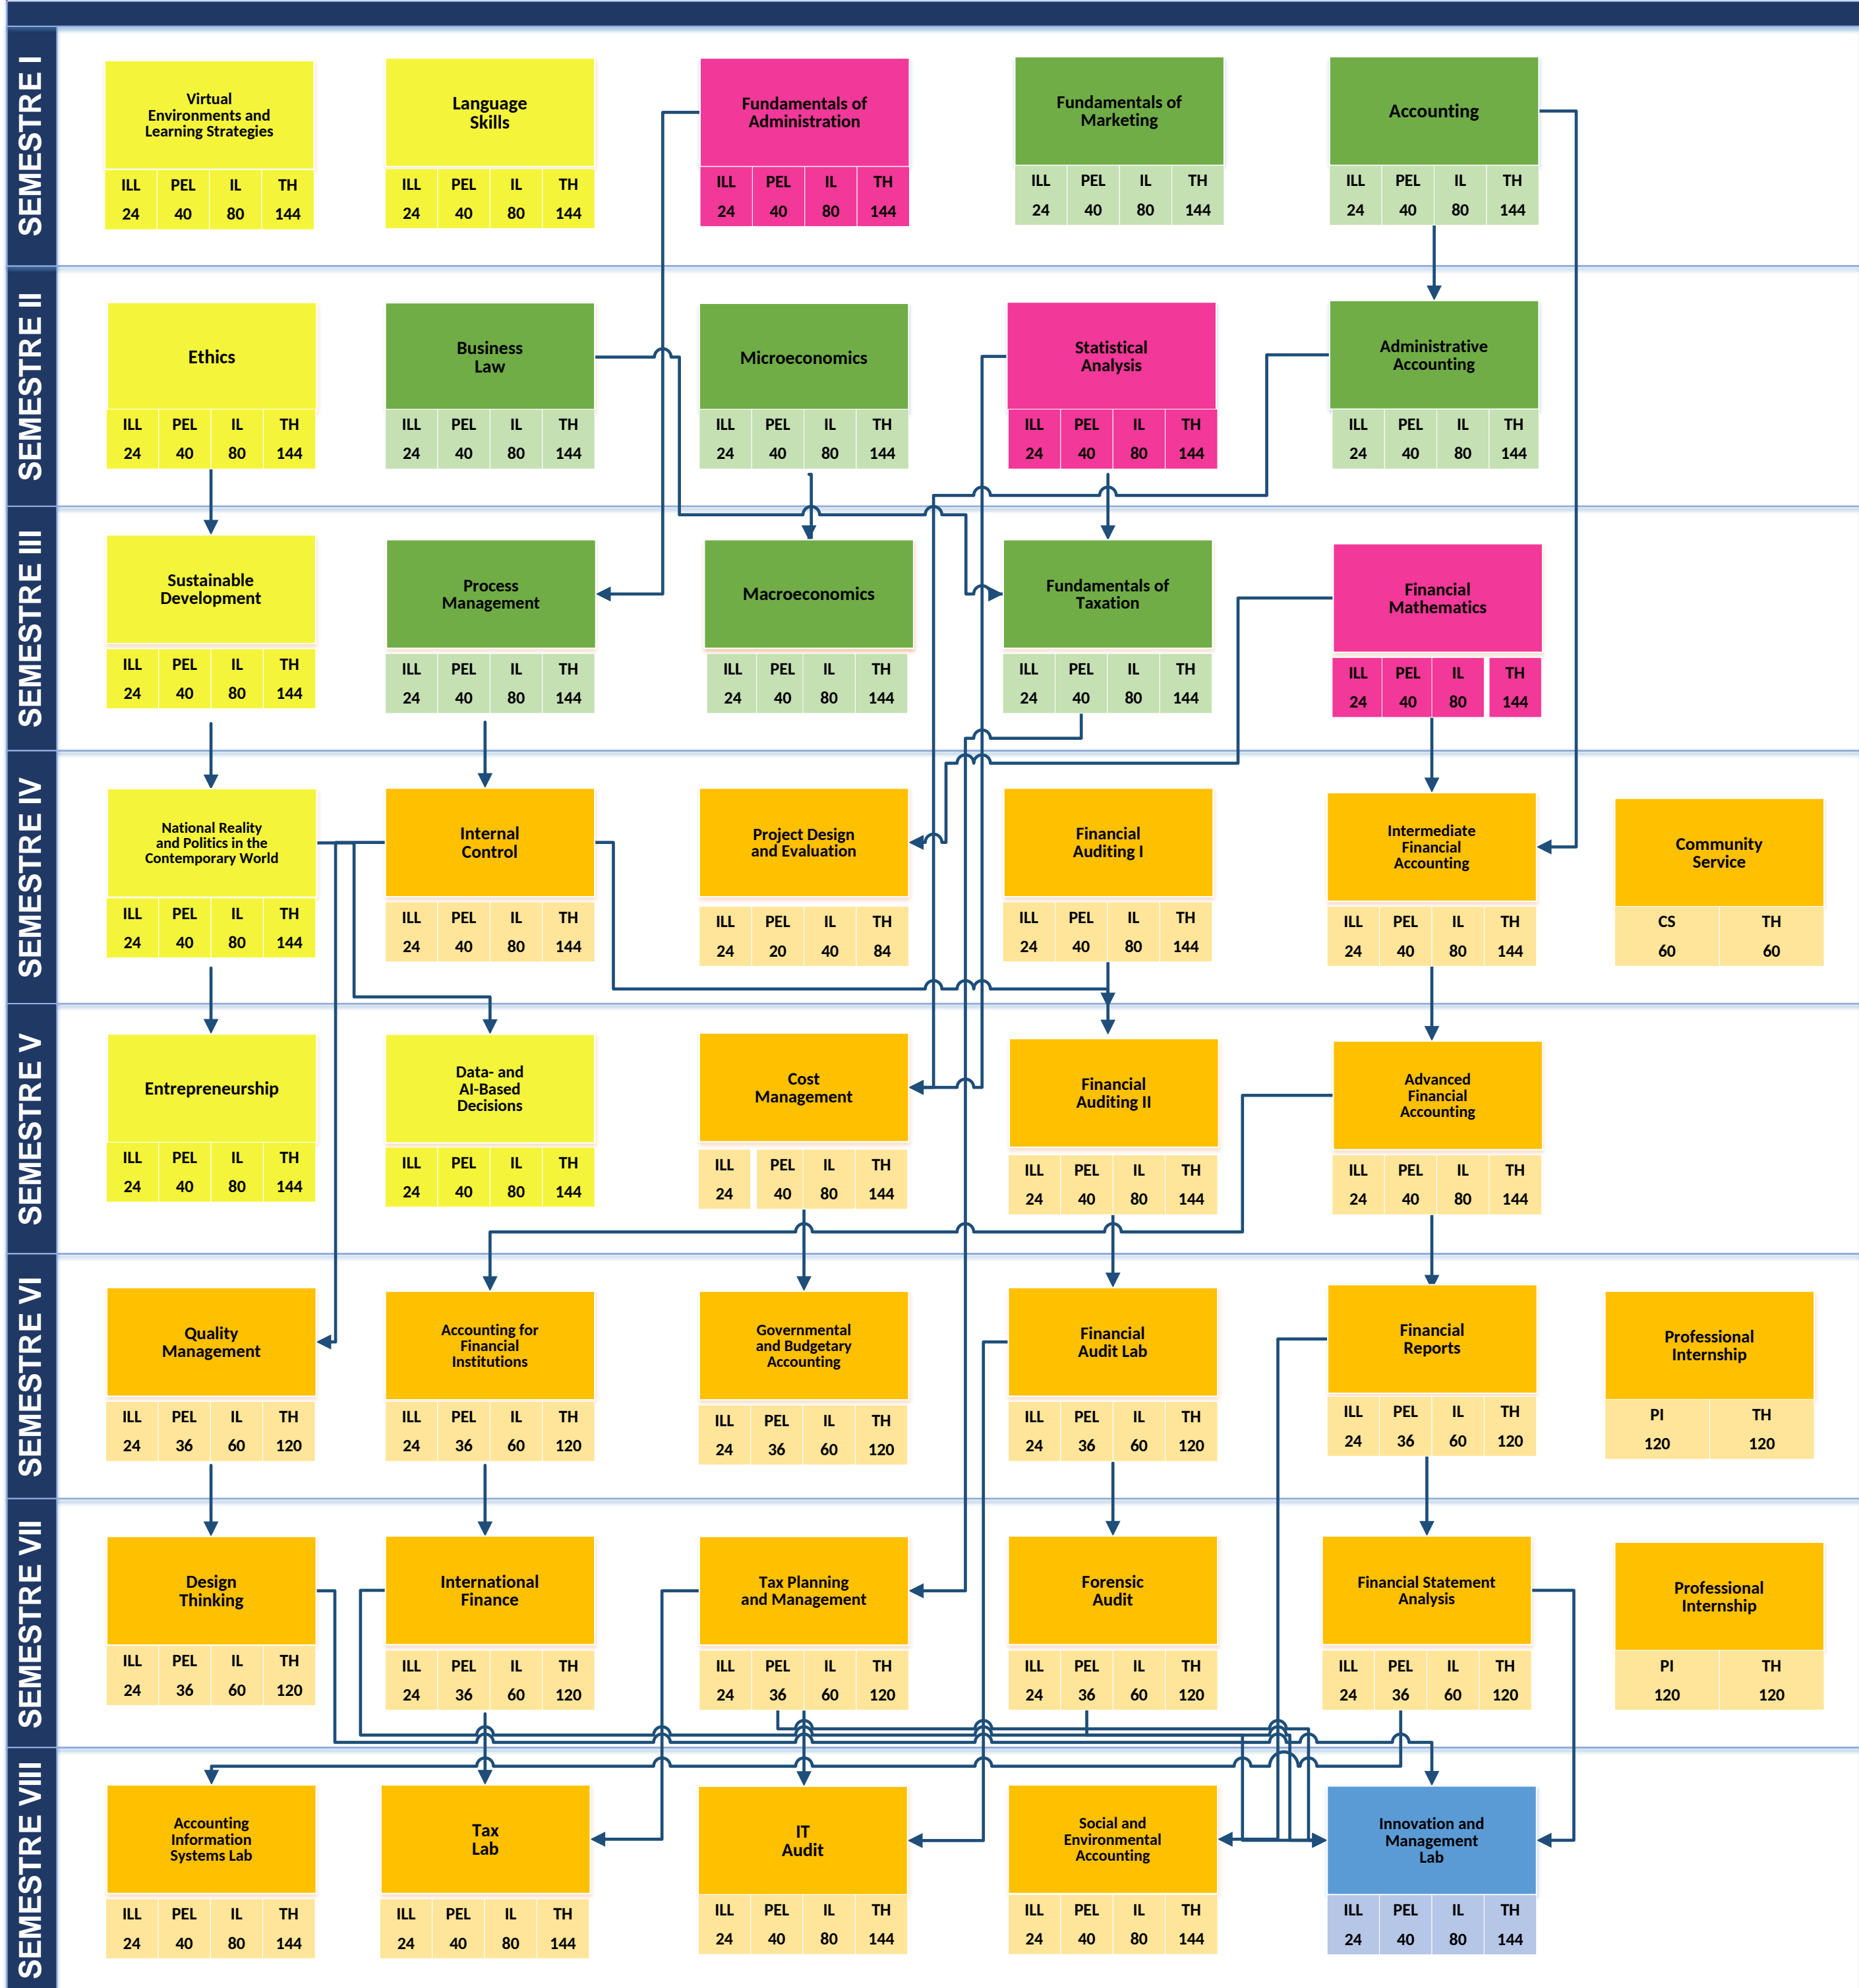 SEMESTRE I
Virtual
Environments and
Learning Strategies
ILL PEL IL TH
24 40 80 144
Language
Skills
ILL PEL IL TH
24 40 80 144
Fundamentals of
Administration
ILL PEL IL TH
24 40 80 144
Fundamentals of
Marketing
ILL PEL IL TH
24 40 80 144
Accounting
ILL PEL IL TH
24 40 80 144
SEMESTRE II
Ethics
ILL PEL IL TH
24 40 80 144
Business
Law
ILL PEL IL TH
24 40 80 144
Microeconomics
ILL PEL IL TH
24 40 80 144
Statistical
Analysis
ILL PEL IL TH
24 40 80 144
Administrative
Accounting
ILL PEL IL TH
24 40 80 144
SEMESTRE III
Sustainable
Development
ILL PEL IL TH
24 40 80 144
Process
Management
ILL PEL IL TH
24 40 80 144
Macroeconomics
ILL PEL IL TH
24 40 80 144
Fundamentals of
Taxation
ILL PEL IL TH
24 40 80 144
Financial
Mathematics
ILL PEL IL TH
24 40 80 144
SEMESTRE IV
National Reality
and Politics in the
Contemporary World
ILL PEL IL TH
24 40 80 144
Internal
Control
ILL PEL IL TH
24 40 80 144
Project Design
and Evaluation
ILL PEL IL TH
24 20 40 84
Financial
Auditing I
ILL PEL IL TH
24 40 80 144
Intermediate
Financial
Accounting
ILL PEL IL TH
24 40 80 144
Community
Service
CS TH
60 60
SEMESTRE V
Entrepreneurship
ILL PEL IL TH
24 40 80 144
Data- and
AI-Based
Decisions
ILL PEL IL TH
24 40 80 144
Cost
Management
ILL PEL IL TH
24 40 80 144
Financial
Auditing II
ILL PEL IL TH
24 40 80 144
Advanced
Financial
Accounting
ILL PEL IL TH
24 40 80 144
SEMESTRE VI
Quality
Management
ILL PEL IL TH
24 36 60 120
Accounting for
Financial
Institutions
ILL PEL IL TH
24 36 60 120
Governmental
and Budgetary
Accounting
ILL PEL IL TH
24 36 60 120
Financial
Audit Lab
ILL PEL IL TH
24 36 60 120
Financial
Reports
ILL PEL IL TH
24 36 60 120
Professional
Internship
PI TH
120 120
SEMESTRE VII
Design
Thinking
ILL PEL IL TH
24 36 60 120
International
Finance
ILL PEL IL TH
24 36 60 120
Tax Planning
and Management
ILL PEL IL TH
24 36 60 120
Forensic
Audit
ILL PEL IL TH
24 36 60 120
Financial Statement
Analysis
ILL PEL IL TH
24 36 60 120
Professional
Internship
PI TH
120 120
SEMESTRE VIII
Accounting
Information
Systems Lab
ILL PEL IL TH
24 40 80 144
Tax
Lab
ILL PEL IL TH
24 40 80 144
IT
Audit
ILL PEL IL TH
24 40 80 144
Social and
Environmental
Accounting
ILL PEL IL TH
24 40 80 144
Innovation and
Management
Lab
ILL PEL IL TH
24 40 80 144